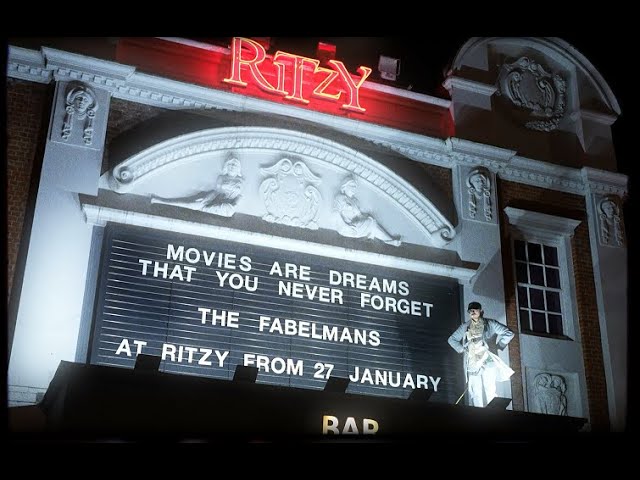 RITZY
MOVIES ARE DREAMS
THAT YOU NEVER FORGET
THE FABELMANS
AT RITZY FROM 27 JANUARY
BAR